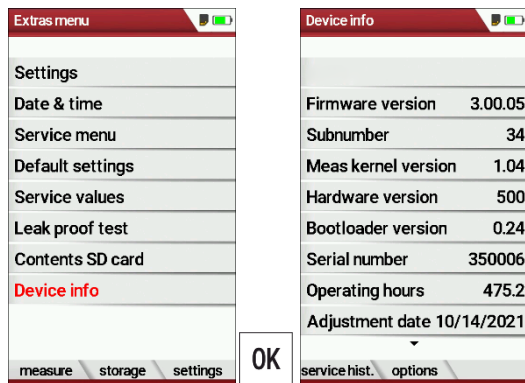 Extras menu
Settings
Date & time
Service menu
Default settings
Service values
Leak proof test
Contents SD card
Device info
measure storage settings
OK
Device info
Firmware version 3.00.05
Subnumber 34
Meas kernel version 1.04
Hardware version 500
Bootloader version 0.24
Serial number 350006
Operating hours 475.2
Adjustment date 10/14/2021
service hist. options